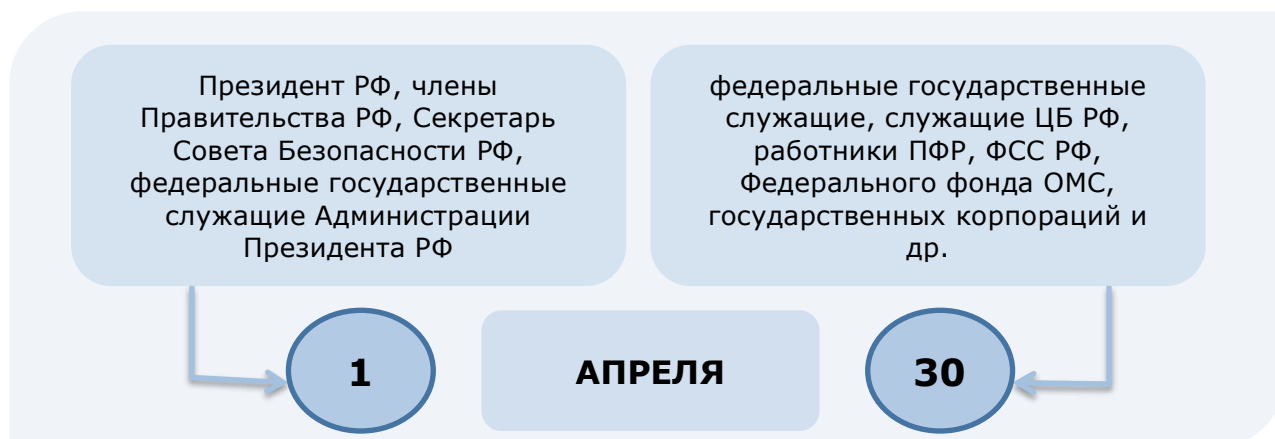 Президент РФ, члены
Правительства РФ, Секретарь
Совета Безопасности РФ,
федеральные государственные
служащие Администрации
Президента РФ
федеральные государственные
служащие, служащие ЦБ РФ,
работники ПФР, ФСС РФ,
Федерального фонда ОМС,
государственных корпораций и
др.
1
АПРЕЛЯ
30